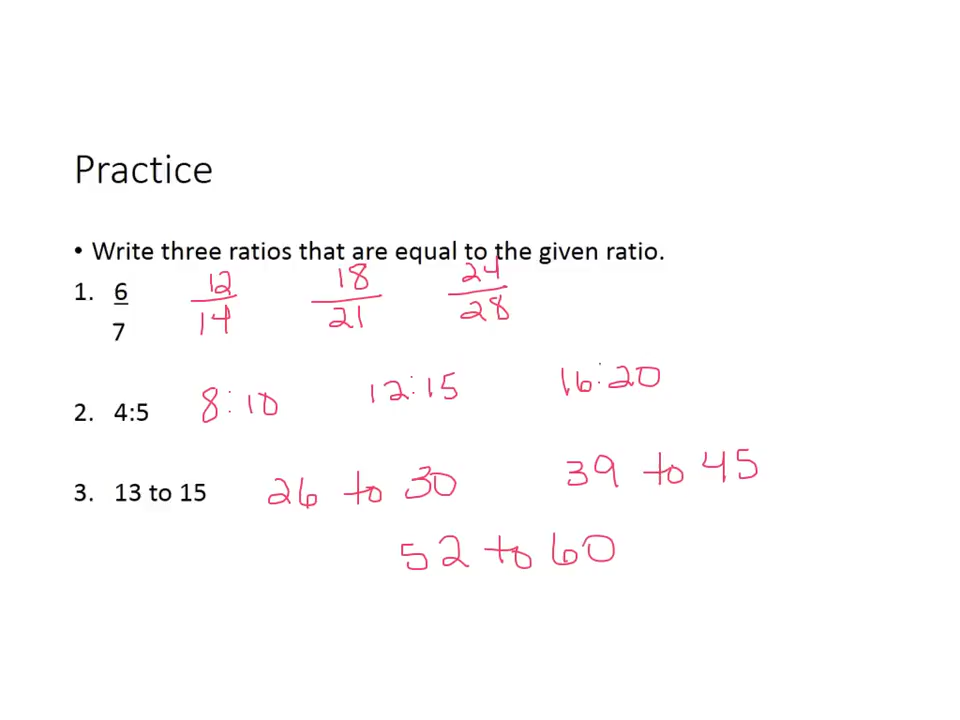 Practice
• Write three ratios that are equal to the given ratio.
1. 6/7 12/14 18/21 24/28
2. 4:5 8:10 12:15 16:20
3. 13 to 15 26 to 30 39 to 45
52 to 60